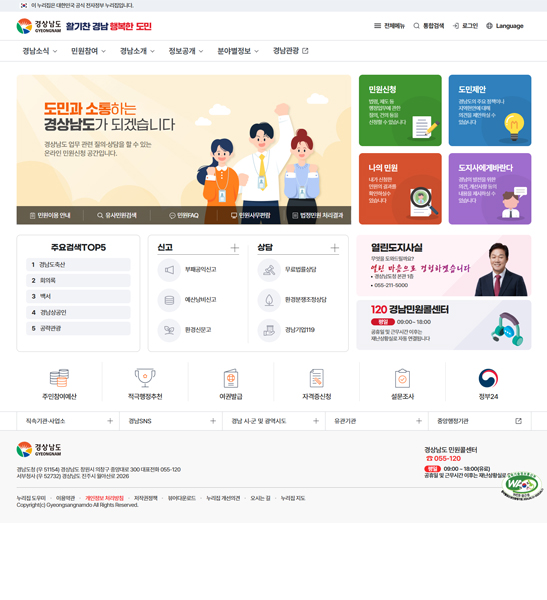 이 누리집은 대한민국 공식 전자정부 누리집입니다.
경상남도
GYEONGNAM
활기찬 경남 행복한 도민
전체메뉴 통합검색 로그인 Language
경남소식 민원참여 경남소개 정보공개 분야별정보 경남관광
도민과 소통하는
경상남도가 되겠습니다
경상남도 업무 관련 질의·상담을 할 수 있는
온라인 민원신청 공간입니다.
민원이용 안내 유사민원검색 민원FAQ 민원사무편람 법정민원 처리결과
민원신청
법령, 제도 등
행정업무에 관한
질의, 건의 등을
신청할 수 있습니다
도민제안
경남도의 주요 정책이나
지역현안에 대해
의견을 제안하실 수
있습니다
나의 민원
내가 신청한
민원의 결과를
확인하실 수
있습니다
도지사에게바란다
경남의 발전을 위한
의견, 개선사항 등의
내용을 제시하실 수
있습니다
주요검색TOP5
1 경남도축산
2 회의록
3 백서
4 경남상공인
5 공략관광
신고
부패공익신고
예산낭비신고
환경신문고
상담
무료법률상담
환경분쟁조정상담
경남기업119
열린도지사실
무엇을 도와드릴까요?
열린 마음으로 경청하겠습니다
경상남도청 본관 1층
055-211-5000
120 경남민원콜센터
평일 09:00~ 18:00
공휴일 및 근무시간 이후는
재난상황실로 자동 연결됩니다
주민참여예산 적극행정추천 여권발급 자격증신청 설문조사 정부24
직속기관·사업소 경남SNS 경남 시·군 및 광역시도 유관기관 중앙행정기관
경상남도
GYEONGNAM
경남도청 (우 51154) 경상남도 창원시 의창구 중앙대로 300 대표전화 055-120
서부청사 (우 52732) 경상남도 진주시 월아산로 2026
경상남도 민원콜센터
055-120
평일 09:00 ~ 18:00(유료)
공휴일 및 근무시간 이후는 재난상황실로
누리집 도우미 이용약관 개인정보 처리방침 저작권정책 뷰어다운로드 누리집 개선의견 오시는 길 누리집 지도
Copyright(c) Gyeongsangnamdo All Rights Reserved.